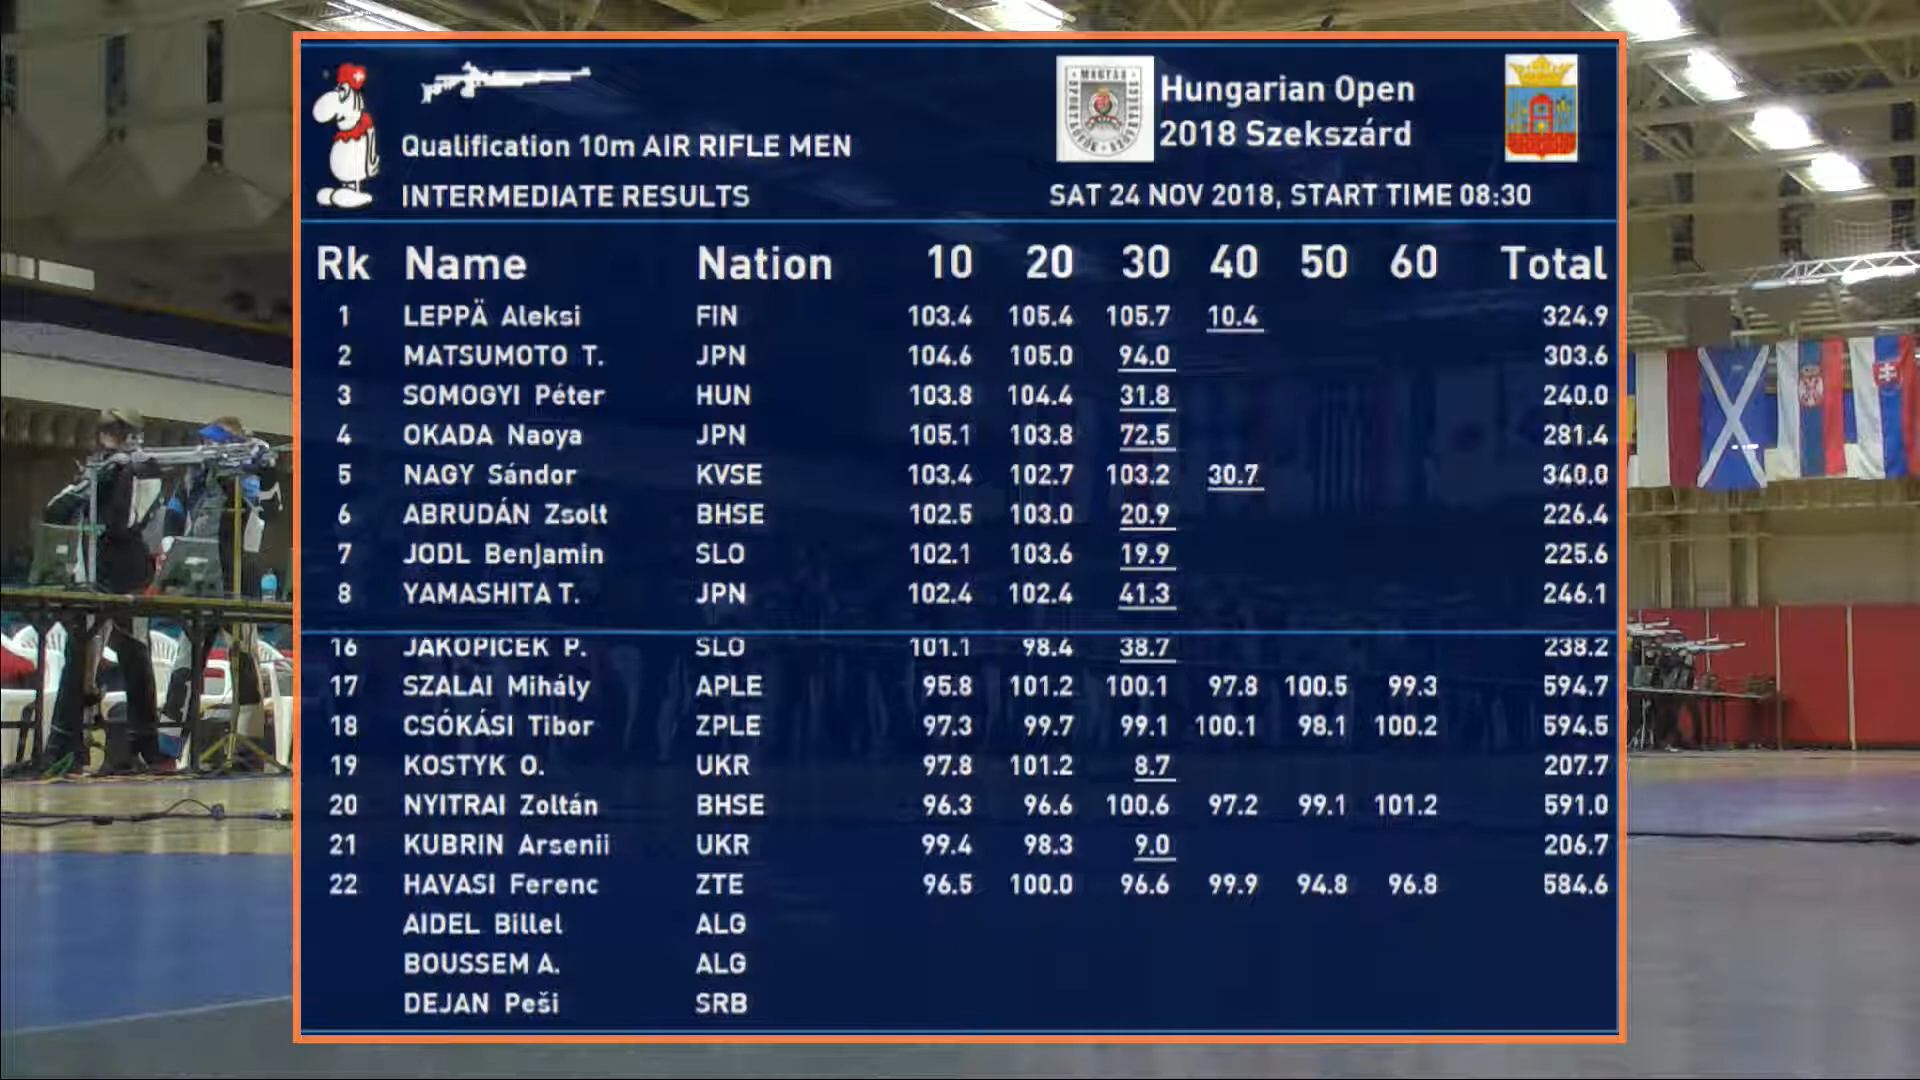 Qualification 10m AIR RIFLE MEN
INTERMEDIATE RESULTS
MAGYAR SPORTLÖVŐK SZÖVETSÉGE
Hungarian Open
2018 Szekszárd
SAT 24 NOV 2018, START TIME 08:30
Rk Name Nation 10 20 30 40 50 60 Total
1 LEPPÄ Aleksi FIN 103.4 105.4 105.7 10.4 324.9
2 MATSUMOTO T. JPN 104.6 105.0 94.0 303.6
3 SOMOGYI Péter HUN 103.8 104.4 31.8 240.0
4 OKADA Naoya JPN 105.1 103.8 72.5 281.4
5 NAGY Sándor KVSE 103.4 102.7 103.2 30.7 340.0
6 ABRUDÁN Zsolt BHSE 102.5 103.0 20.9 226.4
7 JODL Benjamin SLO 102.1 103.6 19.9 225.6
8 YAMASHITA T. JPN 102.4 102.4 41.3 246.1
16 JAKOPICEK P. SLO 101.1 98.4 38.7 238.2
17 SZALAI Mihály APLE 95.8 101.2 100.1 97.8 100.5 99.3 594.7
18 CSÓKÁSI Tibor ZPLE 97.3 99.7 99.1 100.1 98.1 100.2 594.5
19 KOSTYK O. UKR 97.8 101.2 8.7 207.7
20 NYITRAI Zoltán BHSE 96.3 96.6 100.6 97.2 99.1 101.2 591.0
21 KUBRIN Arsenii UKR 99.4 98.3 9.0 206.7
22 HAVASI Ferenc ZTE 96.5 100.0 96.6 99.9 94.8 96.8 584.6
AIDEL Billel ALG
BOUSSEM A. ALG
DEJAN Peši SRB